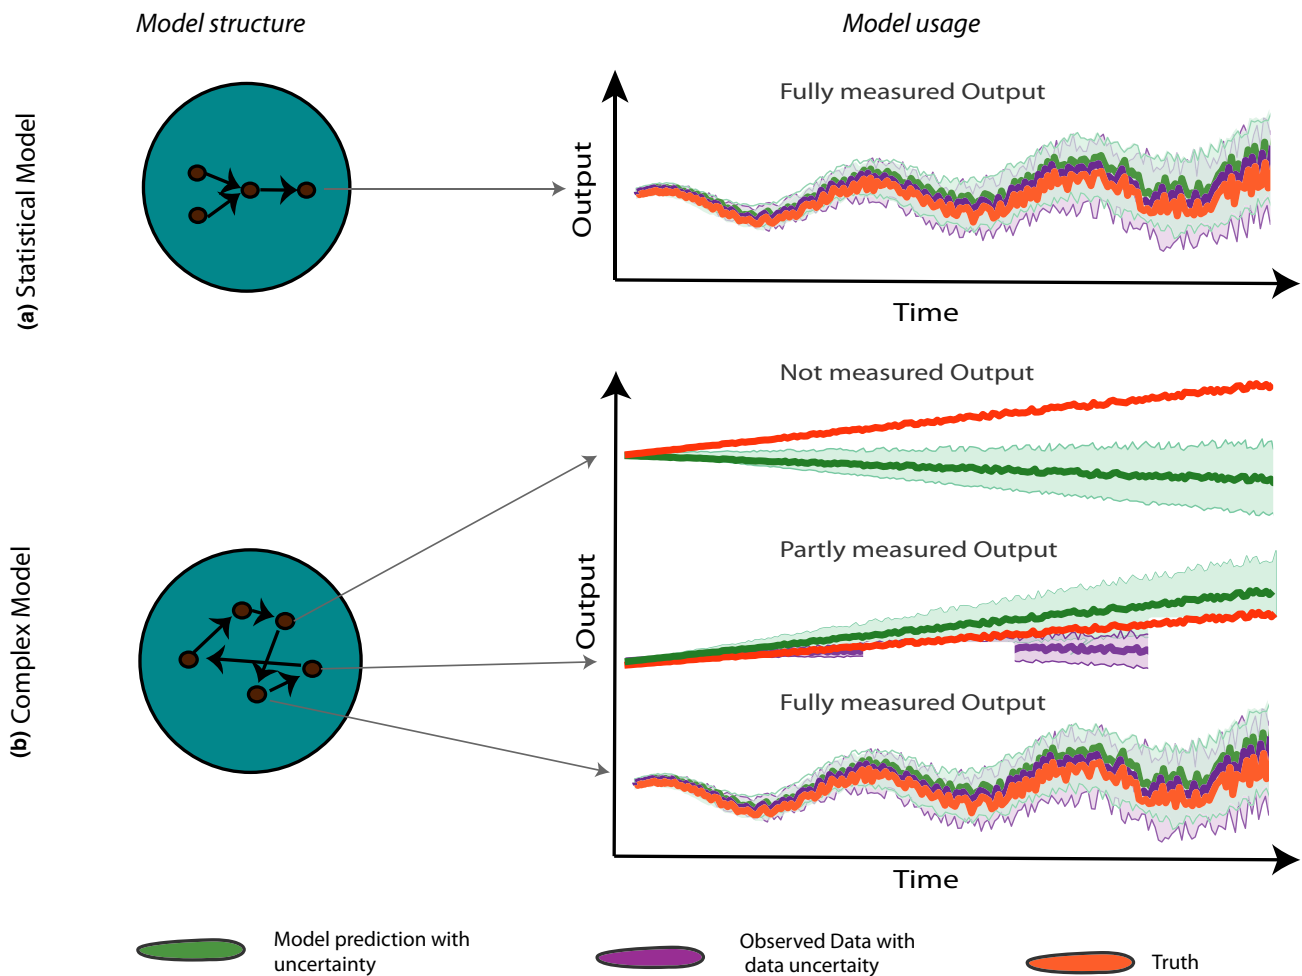 Model structure
Model usage
(a) Statistical Model
Fully measured Output
Output
Time
(b) Complex Model
Not measured Output
Partly measured Output
Output
Fully measured Output
Time
Model prediction with
uncertainty
Observed Data with
data uncertaity
Truth